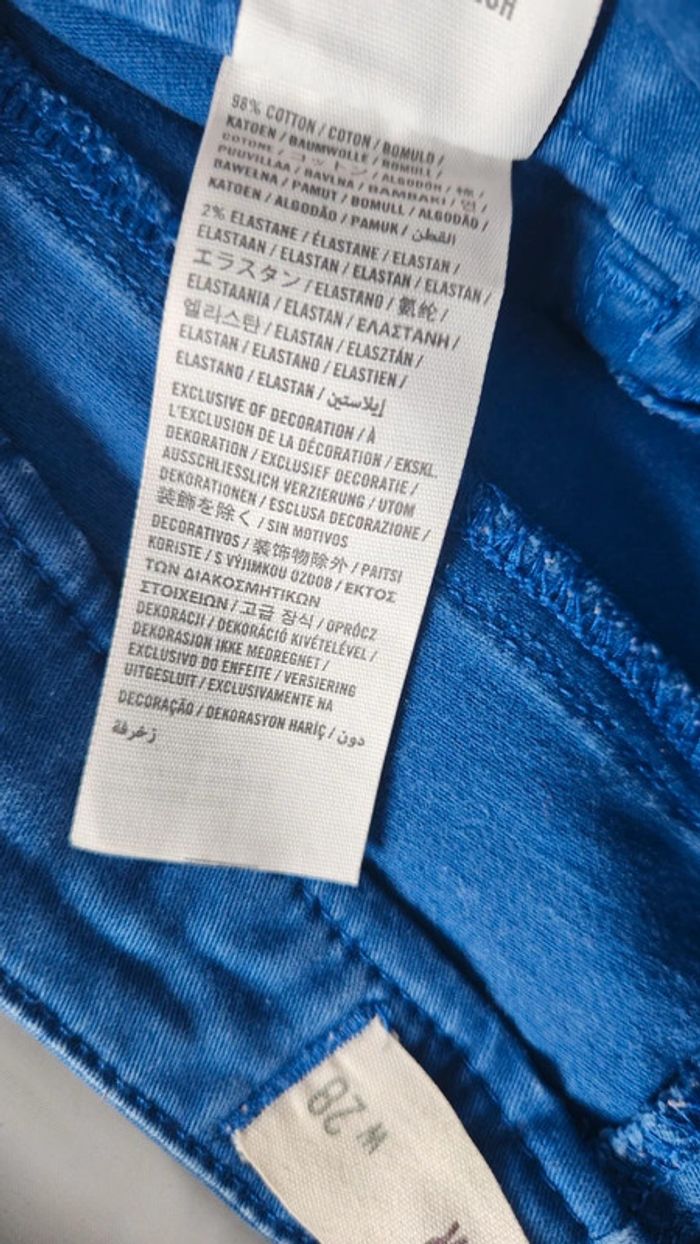 98% COTTON / COTON / BOMULD /
KATOEN / BAUMWOLLE / BOMULL /
COTONE / コットン / ALGODÓN / 棉 /
PUUVILLAA / BAVLNA / BAMBAKI / 면 /
BAWEŁNA / PAMUT / BOMULL / ALGODÃO /
KATOEN / ALGODÃO / PAMUK / القطن
2% ELASTANE / ÉLASTANE / ELASTAN /
ELASTAAN / ELASTAN / ELASTAN / ELASTAN /
エラスタン / ELASTANO / 氨纶 /
ELASTAANIA / ELASTAN / ΕΛΑΣΤΑΝΗ /
엘라스탄 / ELASTAN / ELASZTÁN /
ELASTAN / ELASTANO / ELASTIEN /
ELASTANO / ELASTAN / إيلاستين
EXCLUSIVE OF DECORATION / À
L'EXCLUSION DE LA DÉCORATION / EKSKL.
DEKORATION / EXCLUSIEF DECORATIE /
AUSSCHLIESSLICH VERZIERUNG / UTOM
DEKORATIONEN / ESCLUSA DECORAZIONE /
装飾を除く / SIN MOTIVOS
DECORATIVOS / 装饰物除外 / PAITSI
KORISTE / S VÝJIMKOU OZDOB / ΕΚΤΟΣ
ΤΩΝ ΔΙΑΚΟΣΜΗΤΙΚΩΝ
ΣΤΟΙΧΕΙΩΝ / 고급 장식 / OPRÓCZ
DEKORACJI / DEKORÁCIÓ KIVÉTELÉVEL /
DEKORASJON IKKE MEDREGNET /
EXCLUSIVO DO ENFEITE / VERSIERING
UITGESLUIT / EXCLUSIVAMENTE NA
DECORAÇÃO / DEKORASYON HARİÇ / دون
زخرفة
W 28